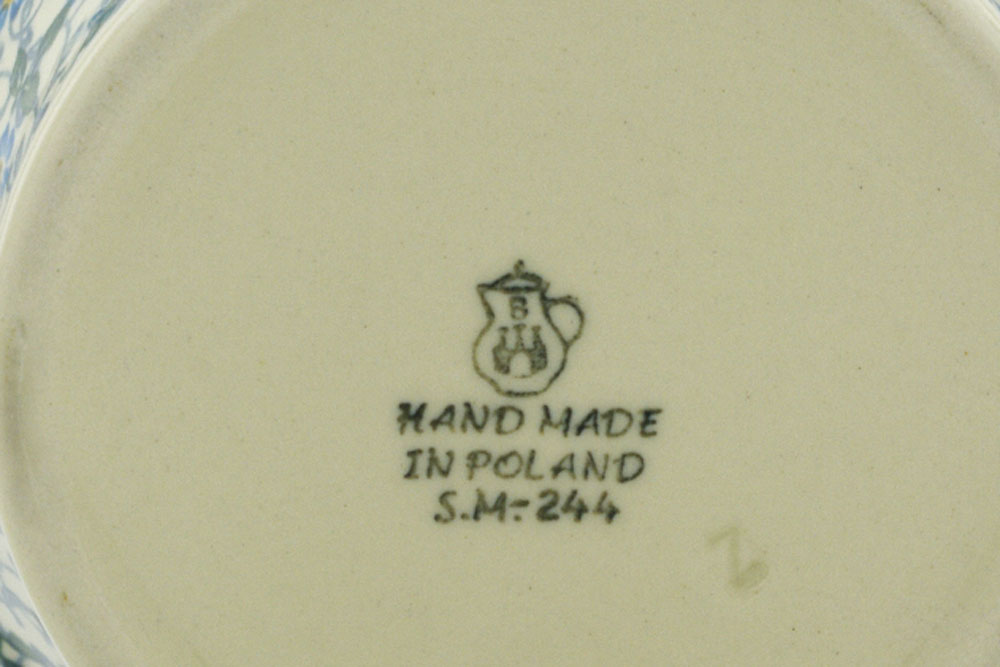 B
HAND MADE
IN POLAND
S.M.-244